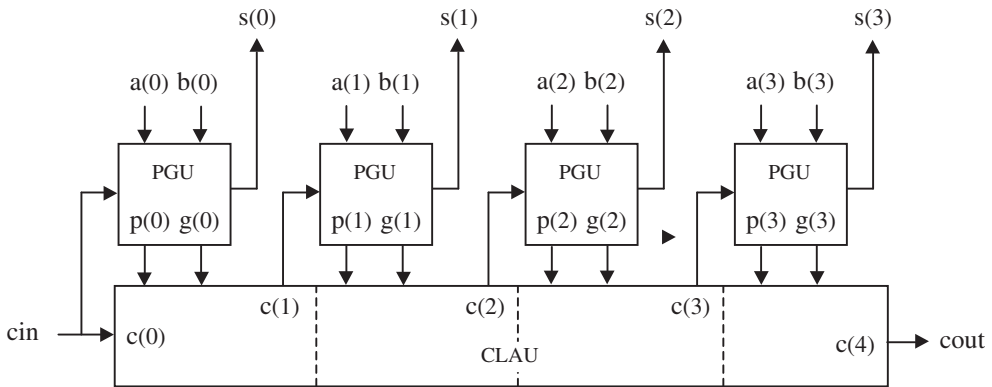 s(0) s(1) s(2) s(3)
a(0) b(0) a(1) b(1) a(2) b(2) a(3) b(3)
PGU PGU PGU PGU
p(0) g(0) p(1) g(1) p(2) g(2) p(3) g(3)
c(1) c(2) c(3)
cin c(0) c(4) cout
CLAU